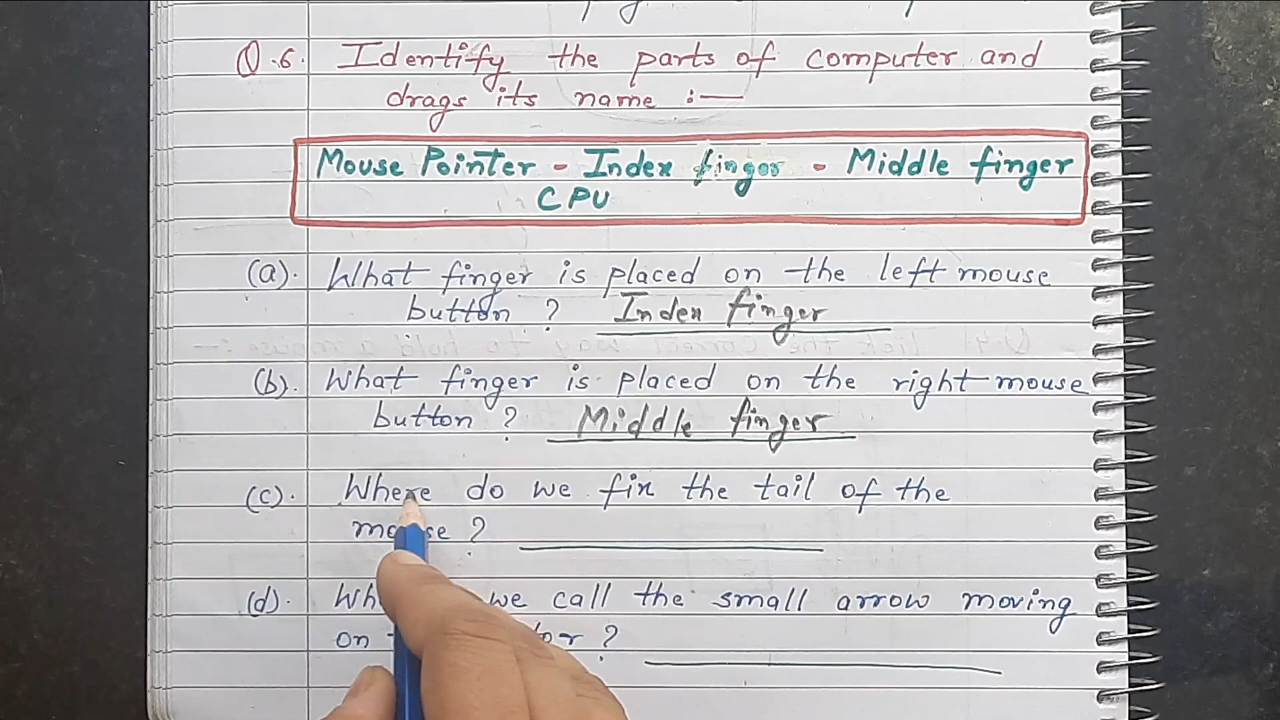 Q.6. Identify the parts of computer and
drags its name :—
Mouse Pointer - Index finger - Middle finger
CPU
(a). What finger is placed on the left mouse
button ? Index finger
(b). What finger is placed on the right mouse
button ? Middle finger
(c). Where do we fix the tail of the
mouse ?
(d). we call the small arrow moving
on ?